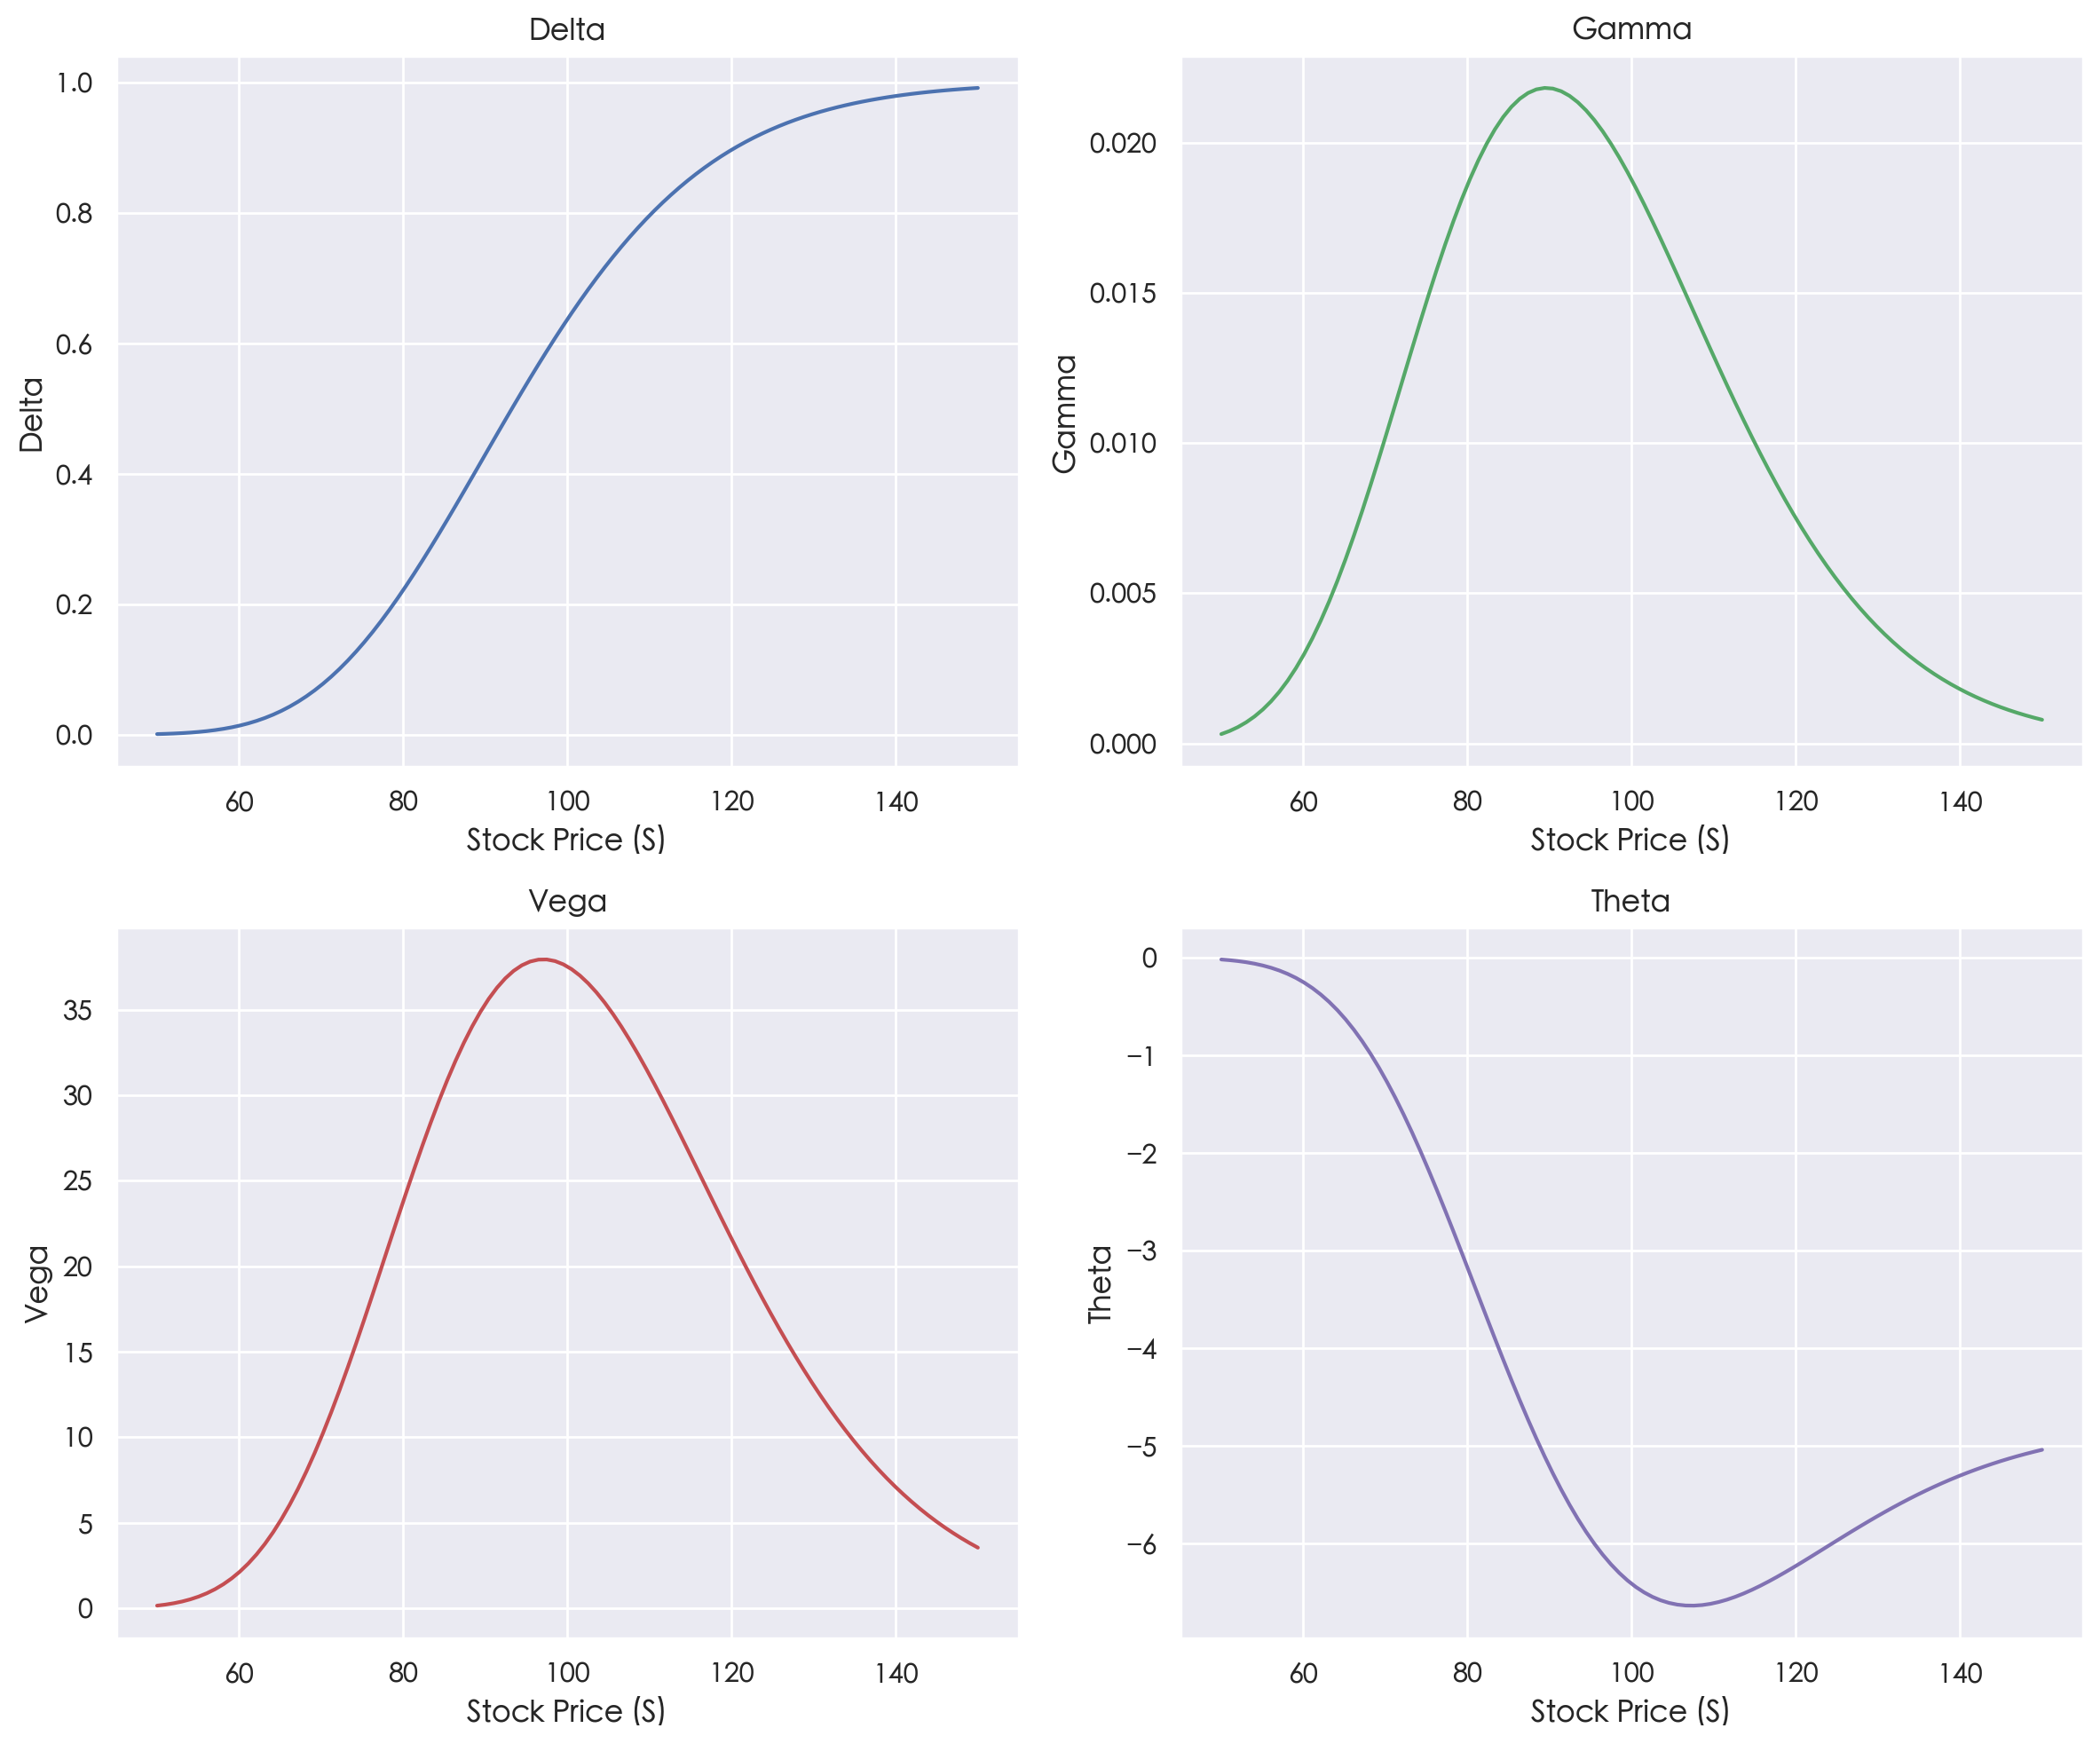 Delta
Delta
1.0
0.8
0.6
0.4
0.2
0.0
60 80 100 120 140
Stock Price (S)
Gamma
Gamma
0.020
0.015
0.010
0.005
0.000
60 80 100 120 140
Stock Price (S)
Vega
Vega
35
30
25
20
15
10
5
0
60 80 100 120 140
Stock Price (S)
Theta
Theta
0
−1
−2
−3
−4
−5
−6
60 80 100 120 140
Stock Price (S)